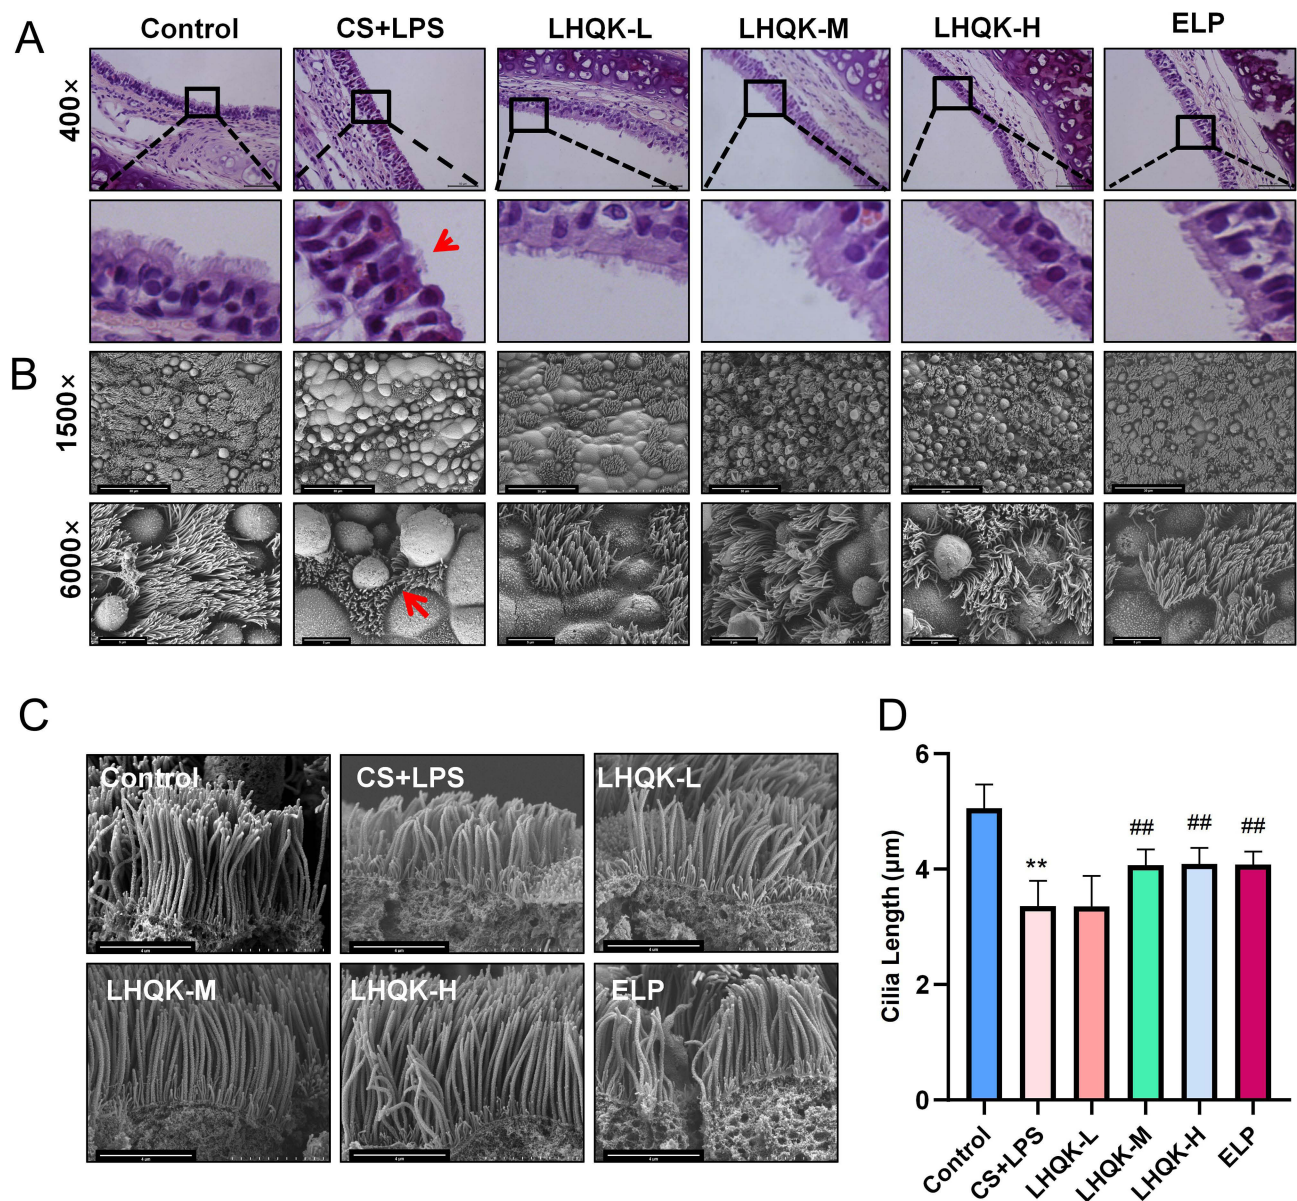 A
Control
CS+LPS
LHQK-L
LHQK-M
LHQK-H
ELP
400×
B
1500×
6000×
C
Control
CS+LPS
LHQK-L
LHQK-M
LHQK-H
ELP
D
Cilia Length (μm)
6
4
2
0
**
##
##
##
Control
CS+LPS
LHQK-L
LHQK-M
LHQK-H
ELP